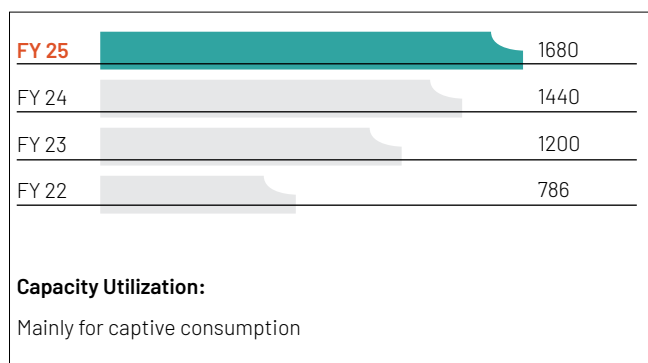 FY 25 1680
FY 24 1440
FY 23 1200
FY 22 786
Capacity Utilization:
Mainly for captive consumption